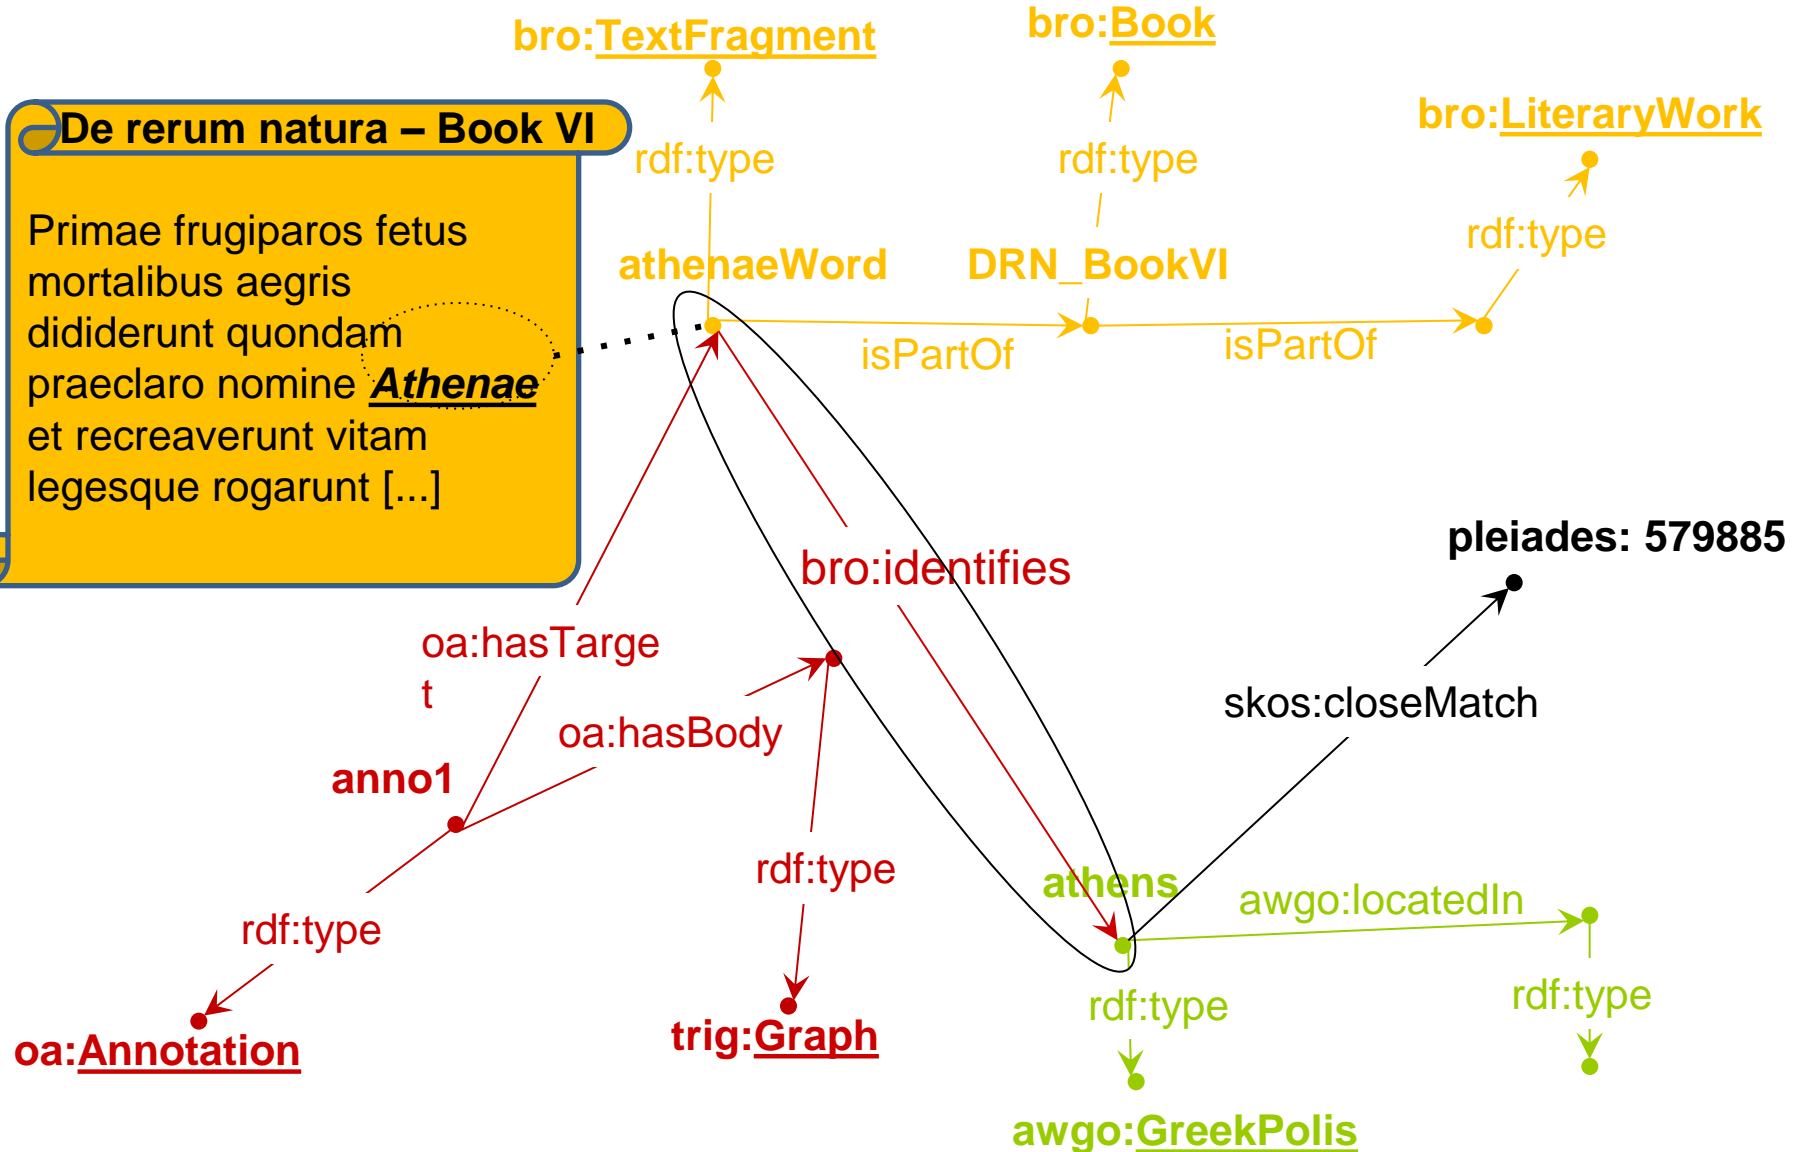 bro:TextFragment
bro:Book
bro:LiteraryWork
De rerum natura – Book VI
rdf:type
rdf:type
rdf:type
Primae frugiparos fetus
mortalibus aegris
dididerunt quondam
praeclaro nomine Athenae
et recreaverunt vitam
legesque rogarunt [...]
athenaeWord
DRN_BookVI
isPartOf
isPartOf
pleiades: 579885
bro:identifies
oa:hasTarge
t
oa:hasBody
skos:closeMatch
anno1
rdf:type
athens
awgo:locatedIn
rdf:type
rdf:type
rdf:type
oa:Annotation
trig:Graph
awgo:GreekPolis